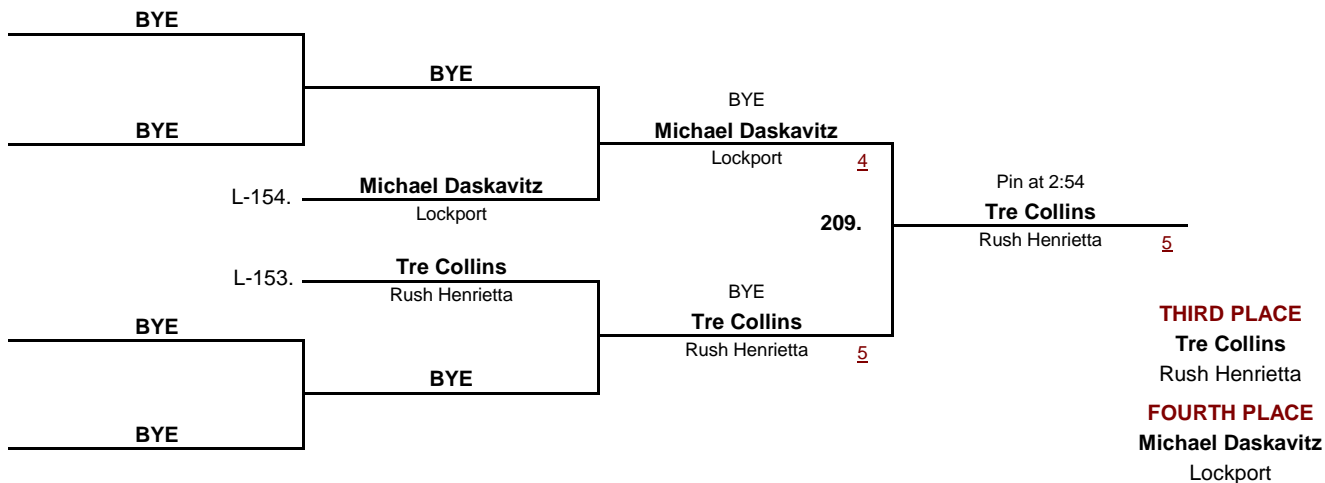 BYE
BYE
BYE
Michael Daskavitz
Lockport
4
BYE
L-154.
Michael Daskavitz
Lockport
Pin at 2:54
Tre Collins
Rush Henrietta
5
209.
L-153.
Tre Collins
Rush Henrietta
BYE
Tre Collins
Rush Henrietta
5
BYE
BYE
BYE
THIRD PLACE
Tre Collins
Rush Henrietta
FOURTH PLACE
Michael Daskavitz
Lockport